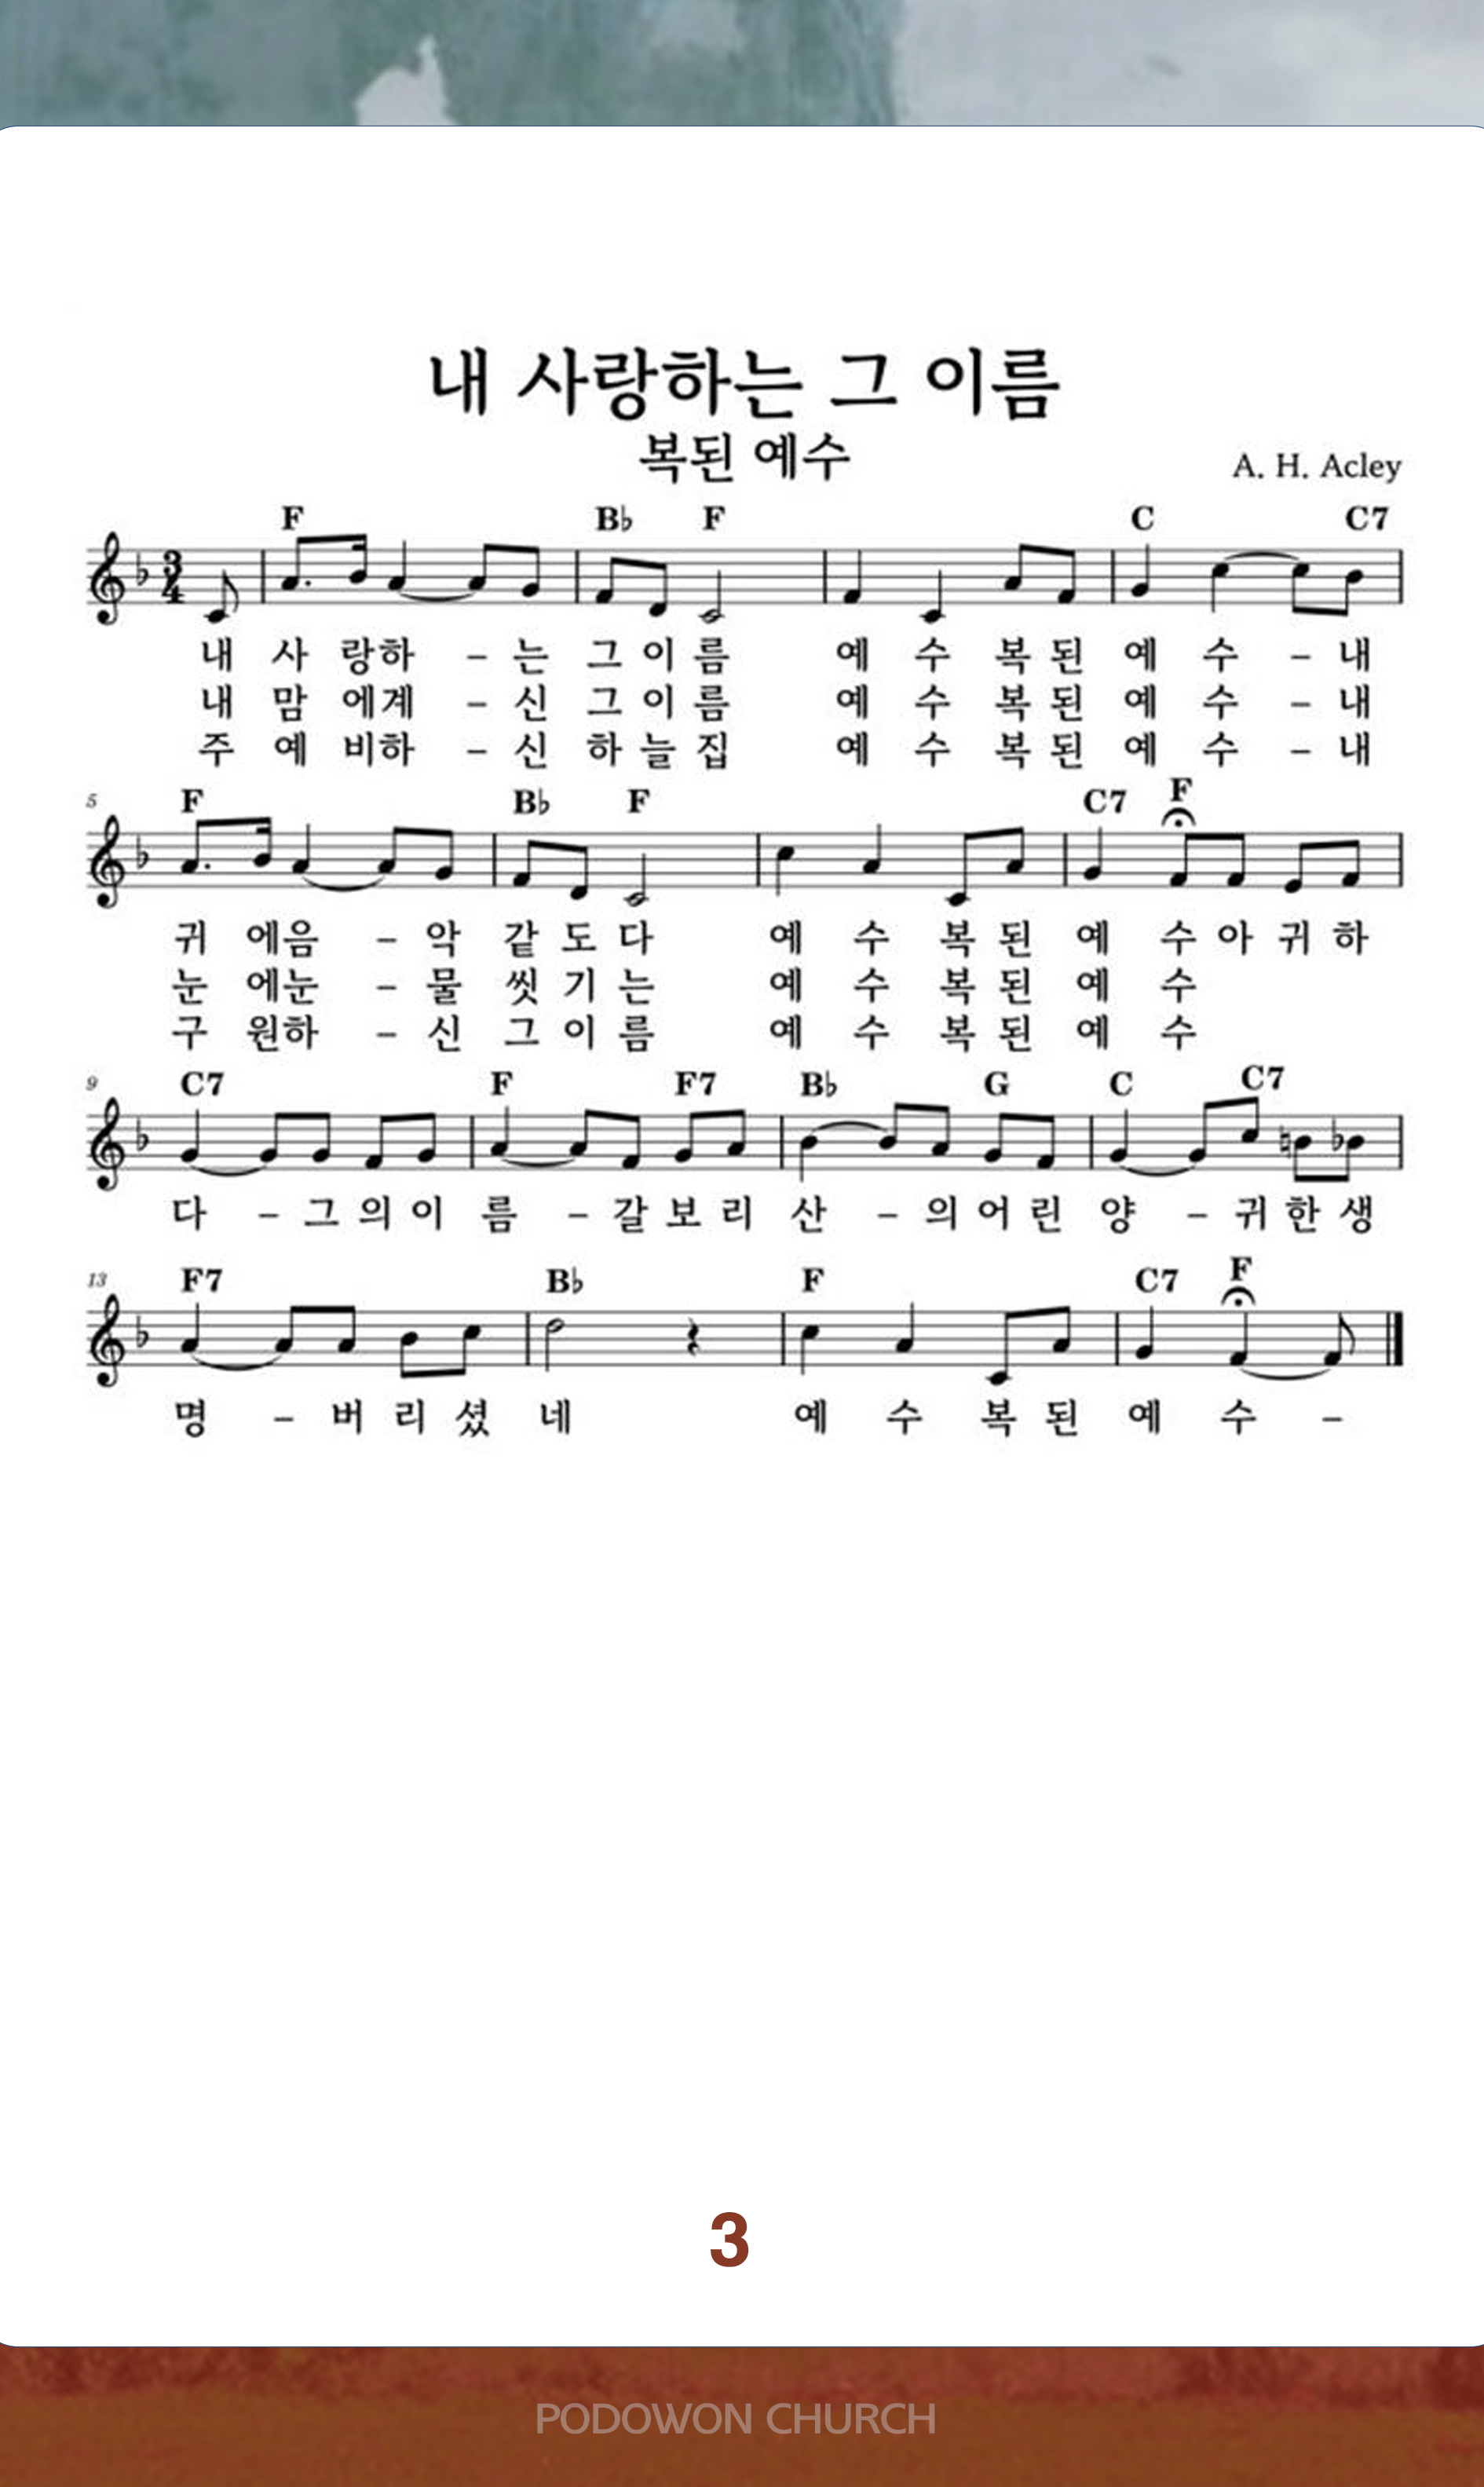 내 사랑하는 그 이름
복된 예수
A. H. Acley
F B♭ F C C7
3
4
내 사 랑하 – 는 그 이 름 예 수 복 된 예 수 – 내
내 맘 에계 – 신 그 이 름 예 수 복 된 예 수 – 내
주 예 비하 – 신 하 늘 집 예 수 복 된 예 수 – 내
5 F B♭ F C7 F
귀 에음 – 악 같 도 다 예 수 복 된 예 수 아 귀 하
눈 에눈 – 물 씻 기 는 예 수 복 된 예 수
구 원하 – 신 그 이 름 예 수 복 된 예 수
9 C7 F F7 B♭ G C C7
다 – 그 의 이 름 – 갈 보 리 산 – 의 어 린 양 – 귀 한 생
13 F7 B♭ F C7 F
명 – 버 리 셨 네 예 수 복 된 예 수 –
3
PODOWON CHURCH